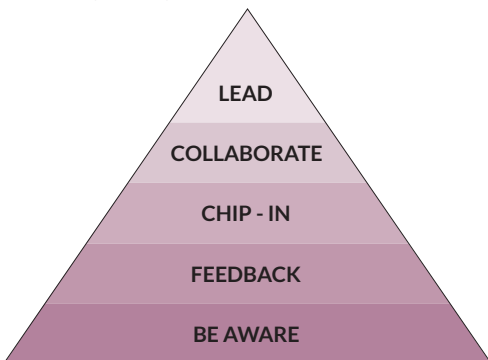 LEAD
COLLABORATE
CHIP - IN
FEEDBACK
BE AWARE